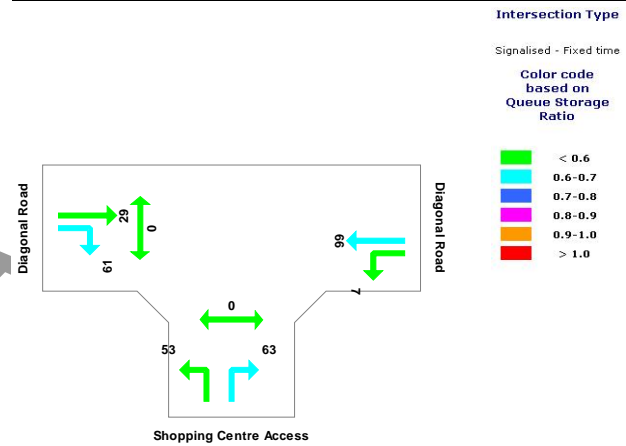 Intersection Type
Signalised - Fixed time
Color code
based on
Queue Storage
Ratio
< 0.6
0.6-0.7
0.7-0.8
0.8-0.9
0.9-1.0
> 1.0
Diagonal Road
29
0
61
66
7
Diagonal Road
0
53
63
Shopping Centre Access